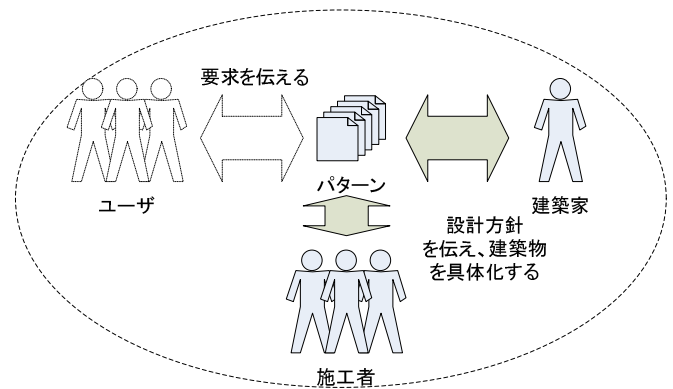 要求を伝える
パターン
ユーザ
建築家
設計方針
を伝え、建築物
を具体化する
施工者